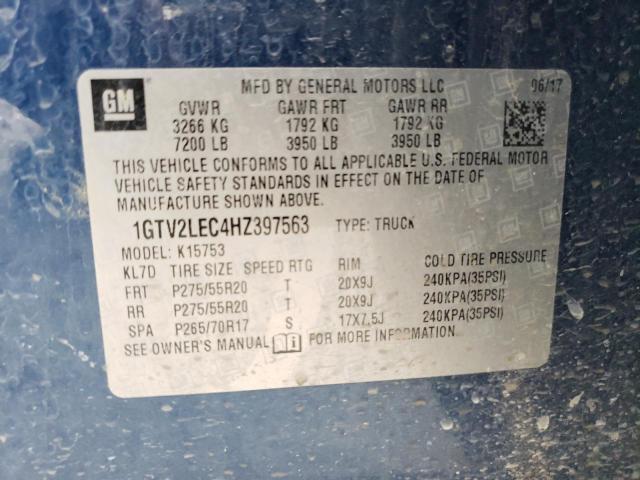 GM
MFD BY GENERAL MOTORS LLC 06/17
GVWR GAWR FRT GAWR RR
3266 KG 1792 KG 1792 KG
7200 LB 3950 LB 3950 LB
THIS VEHICLE CONFORMS TO ALL APPLICABLE U.S. FEDERAL MOTOR
VEHICLE SAFETY STANDARDS IN EFFECT ON THE DATE OF
MANUFACTURE SHOWN ABOVE.
1GTV2LEC4HZ397563 TYPE: TRUCK
MODEL: K15753
KL7D TIRE SIZE SPEED RTG RIM COLD TIRE PRESSURE
FRT P275/55R20 T 20X9J 240KPA(35PSI)
RR P275/55R20 T 20X9J 240KPA(35PSI)
SPA P265/70R17 S 17X7.5J 240KPA(35PSI)
SEE OWNER'S MANUAL FOR MORE INFORMATION.